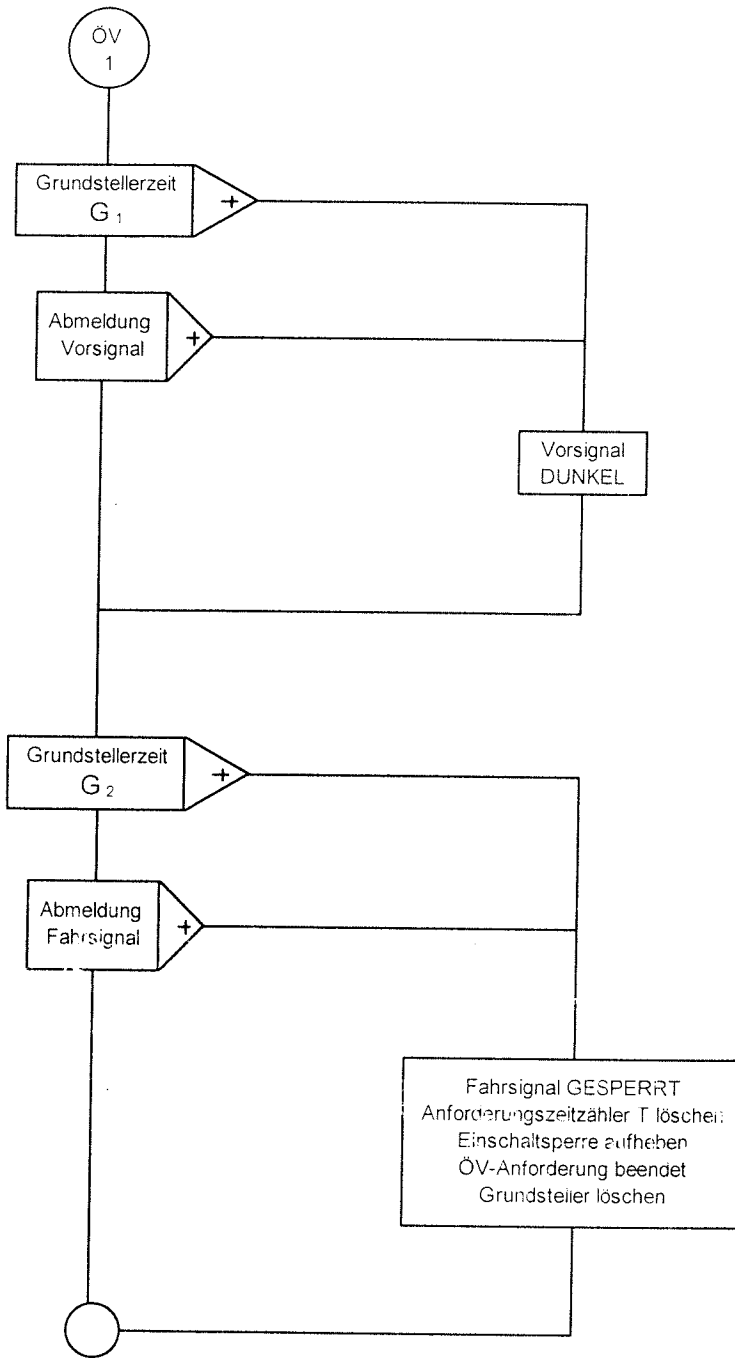 ÖV
1
Grundstellerzeit
G 1
+
Abmeldung
Vorsignal
+
Vorsignal
DUNKEL
Grundstellerzeit
G 2
+
Abmeldung
Fahrsignal
+
Fahrsignal GESPERRT
Anforderungszeitzähler T löschen
Einschaltsperre aufheben
ÖV-Anforderung beendet
Grundsteller löschen